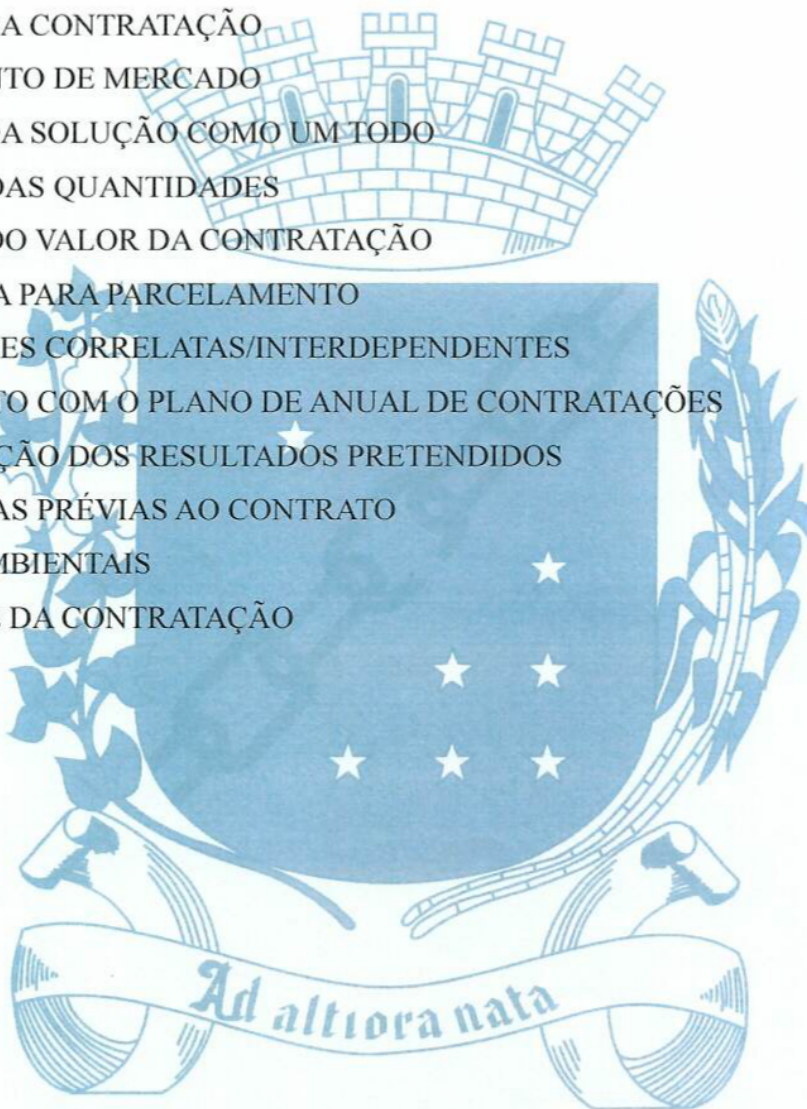 A CONTRATAÇÃO
NTO DE MERCADO
DA SOLUÇÃO COMO UM TODO
DAS QUANTIDADES
DO VALOR DA CONTRATAÇÃO
A PARA PARCELAMENTO
ES CORRELATAS/INTERDEPENDENTES
TO COM O PLANO DE ANUAL DE CONTRATAÇÕES
ÇÃO DOS RESULTADOS PRETENDIDOS
AS PRÉVIAS AO CONTRATO
MBIENTAIS
DA CONTRATAÇÃO
Ad altiora nata